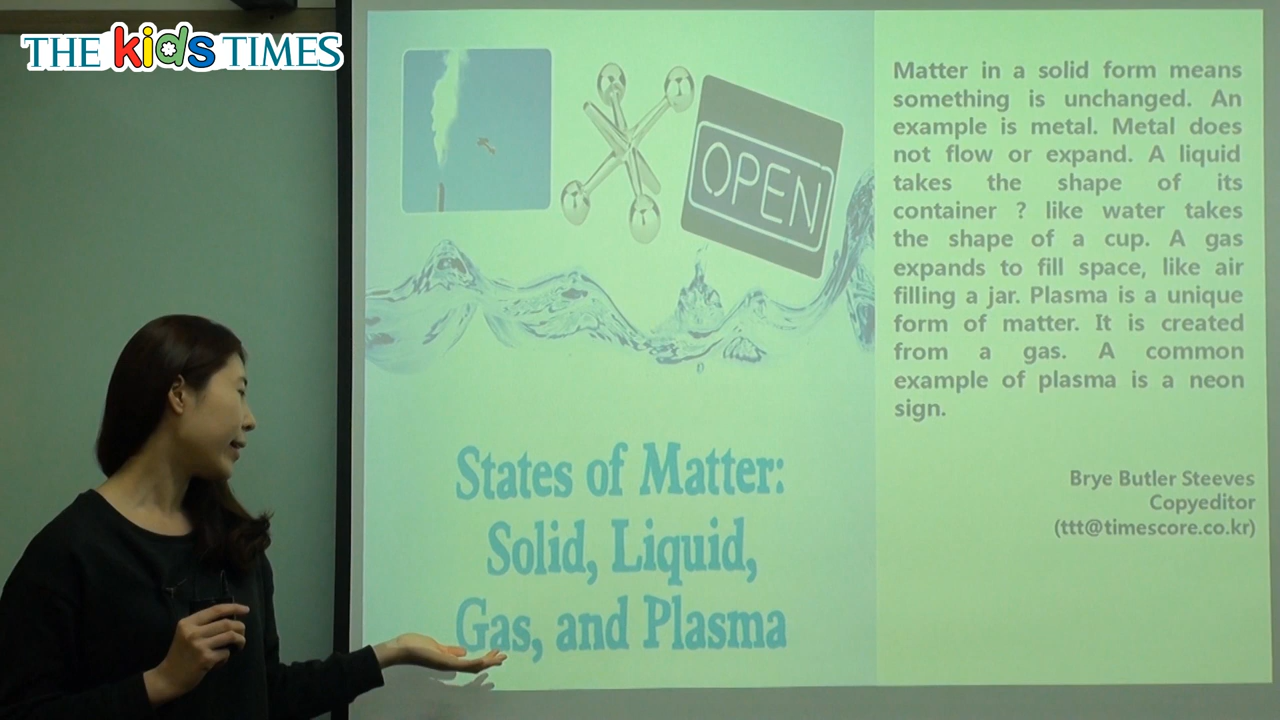 THE kids TIMES
OPEN
States of Matter:
Solid, Liquid,
Gas, and Plasma
Matter in a solid form means
something is unchanged. An
example is metal. Metal does
not flow or expand. A liquid
takes the shape of its
container ? like water takes
the shape of a cup. A gas
expands to fill space, like air
filling a jar. Plasma is a unique
form of matter. It is created
from a gas. A common
example of plasma is a neon
sign.
Brye Butler Steeves
Copyeditor
(ttt@timescore.co.kr)